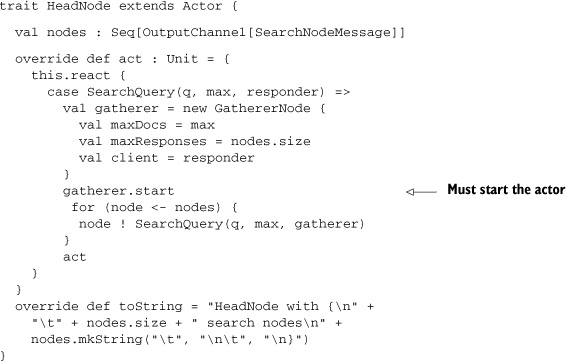 trait HeadNode extends Actor {
  val nodes : Seq[OutputChannel[SearchNodeMessage]]
  override def act : Unit = {
    this.react {
      case SearchQuery(q, max, responder) =>
        val gatherer = new GathererNode {
          val maxDocs = max
          val maxResponses = nodes.size
          val client = responder
        }
        gatherer.start Must start the actor
         for (node <- nodes) {
          node ! SearchQuery(q, max, gatherer)
        }
        act
    }
  }
  override def toString = "HeadNode with {\n" +
    "\t" + nodes.size + " search nodes\n" +
    nodes.mkString("\t", "\n\t", "\n}")
}